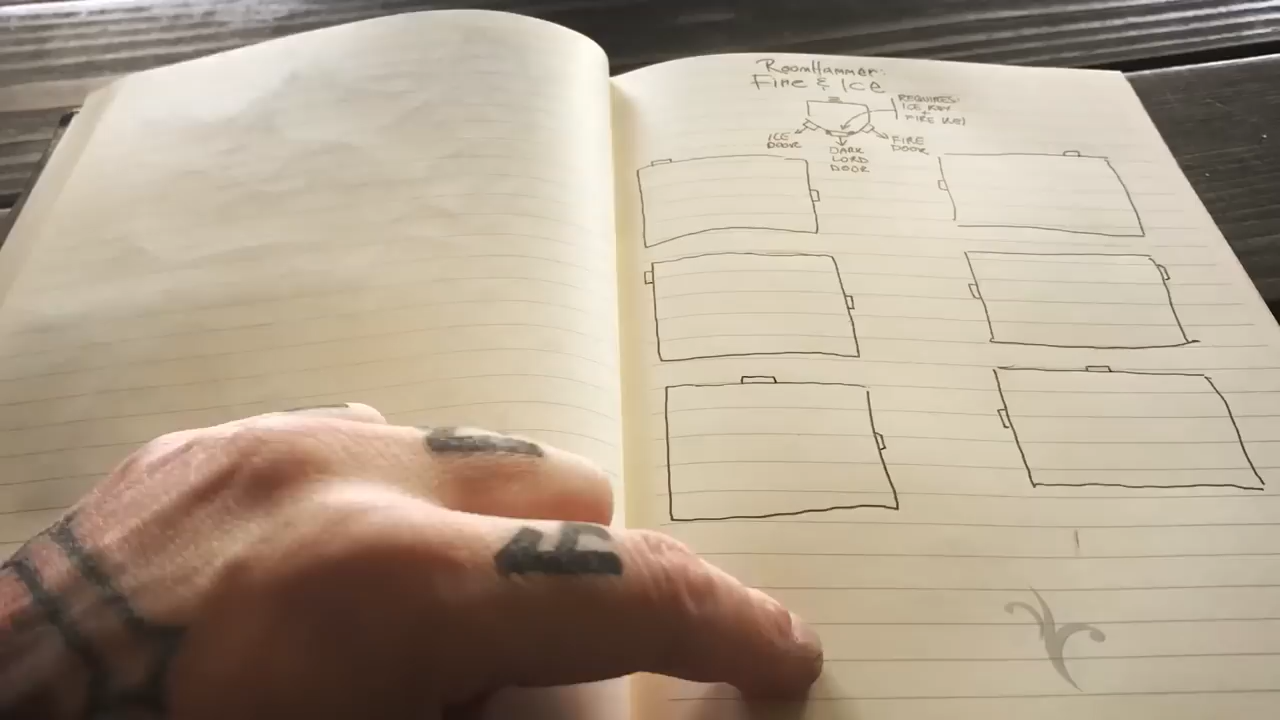 RoomHammer:
Fire & Ice
REQUIRES:
ICE KEY
+
FIRE KEY
ICE
DOOR
DARK
LORD
DOOR
FIRE
DOOR